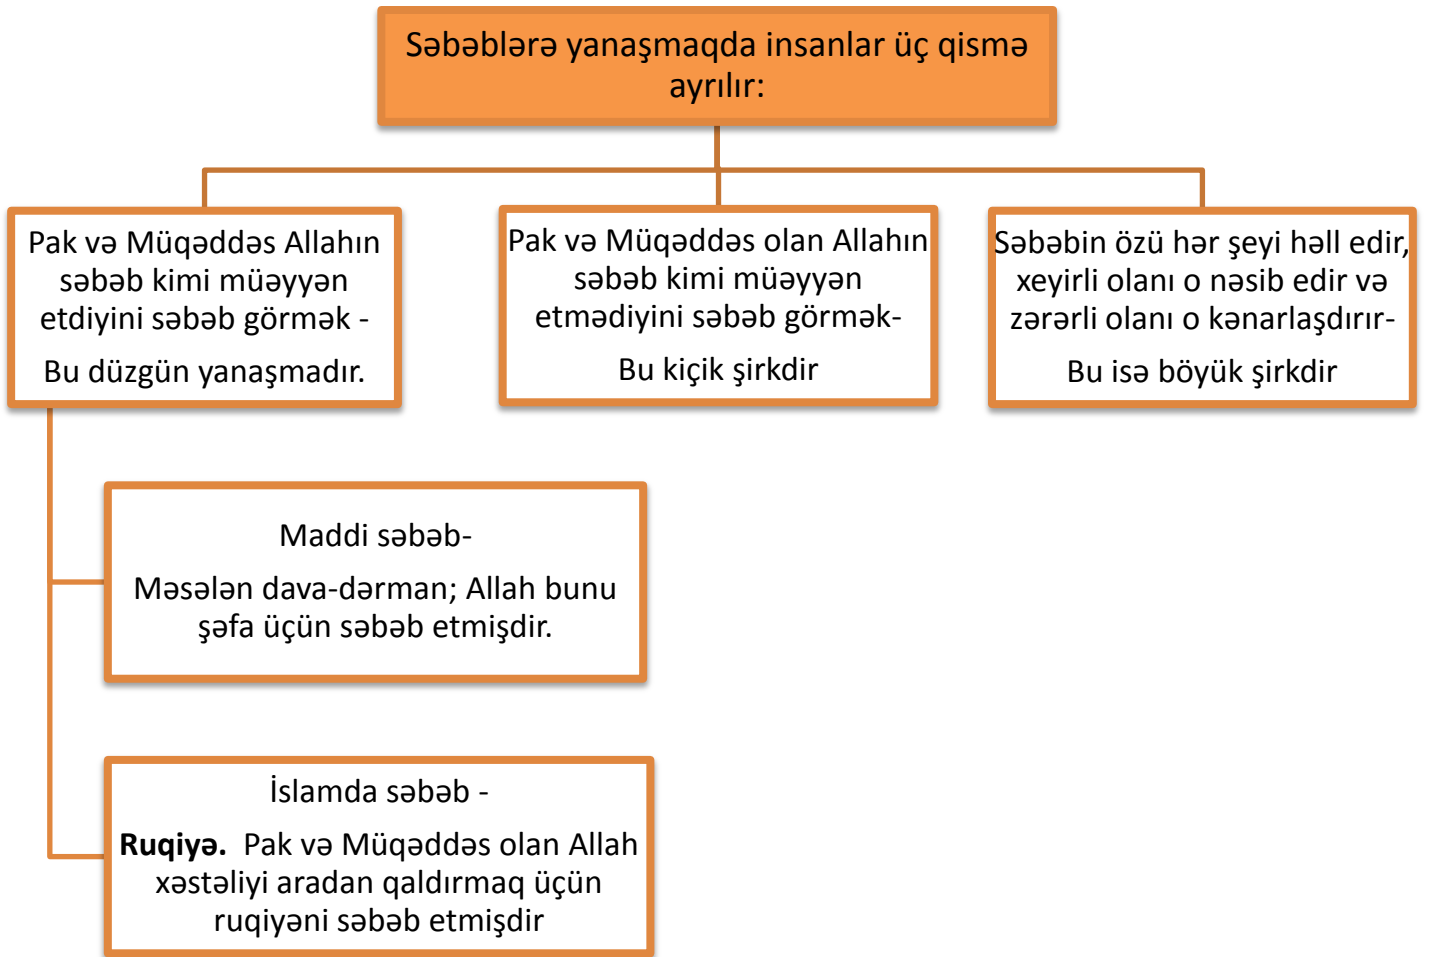 Səbəblərə yanaşmaqda insanlar üç qismə
ayrılır:
Pak və Müqəddəs Allahın
səbəb kimi müəyyən
etdiyini səbəb görmək -
Bu düzgün yanaşmadır.
Pak və Müqəddəs olan Allahın
səbəb kimi müəyyən
etmədiyini səbəb görmək-
Bu kiçik şirkdir
Səbəbin özü hər şeyi həll edir,
xeyirli olanı o nəsib edir və
zərərli olanı o kənarlaşdırır-
Bu isə böyük şirkdir
Maddi səbəb-
Məsələn dava-dərman; Allah bunu
şəfa üçün səbəb etmişdir.
İslamda səbəb -
Ruqiyə. Pak və Müqəddəs olan Allah
xəstəliyi aradan qaldırmaq üçün
ruqiyəni səbəb etmişdir